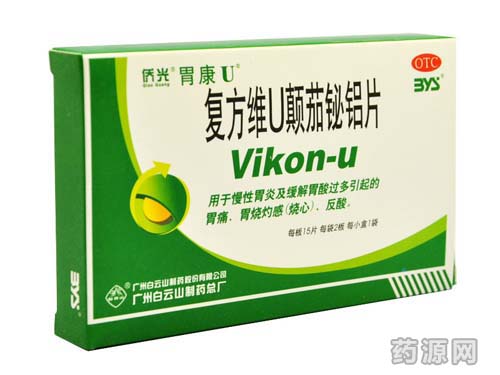 侨光® 胃康U®
Qiao Guang
OTC
BYS®
复方维U颠茄铋铝片
Vikon-u
用于慢性胃炎及缓解胃酸过多引起的
胃痛、胃烧灼感(烧心)、反酸。
每板15片 每袋2板 每小盒1袋
广州白云山制药股份有限公司
广州白云山制药总厂
药源网